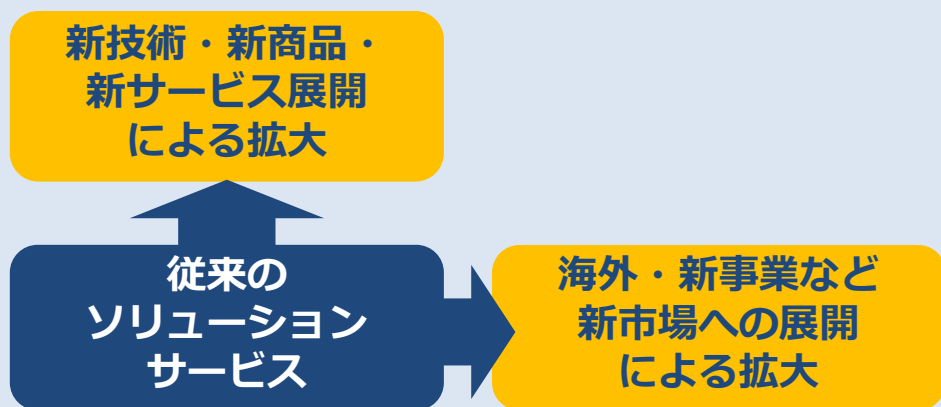 新技術・新商品・
新サービス展開
による拡大
従来の
ソリューション
サービス
海外・新事業など
新市場への展開
による拡大